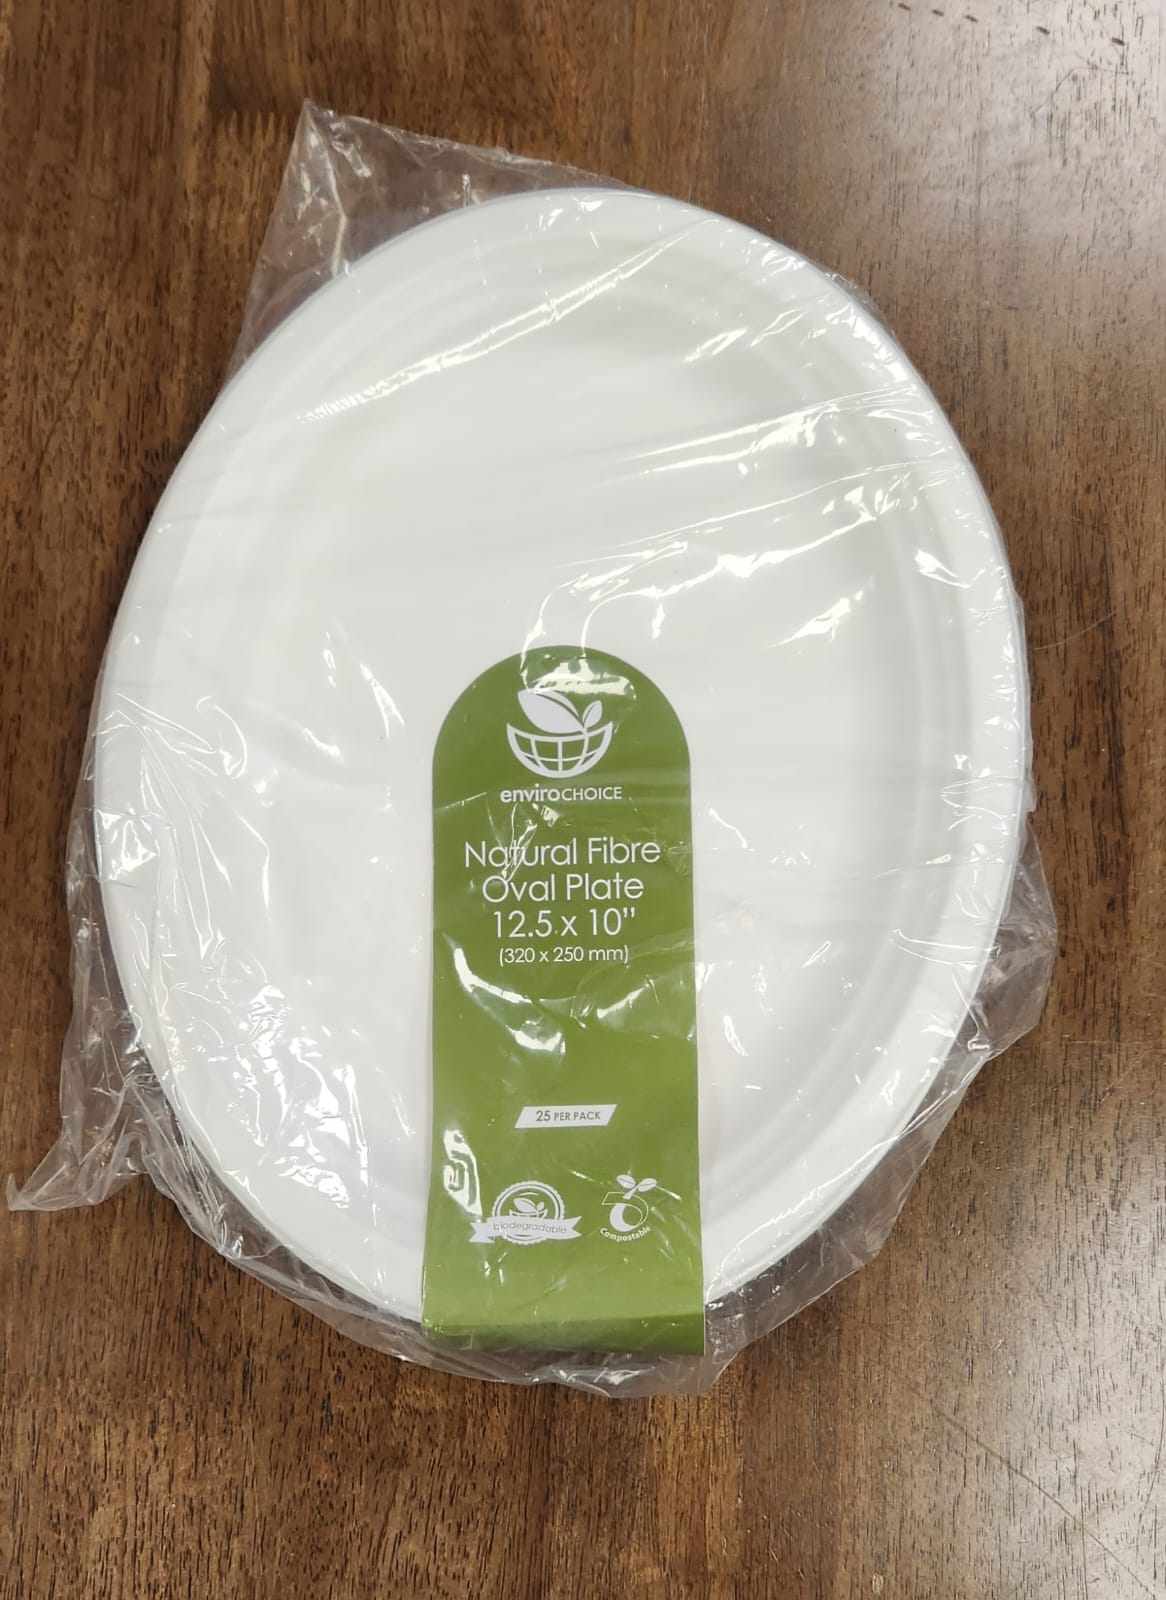 enviroCHOICE
Natural Fibre
Oval Plate
12.5 x 10”
(320 x 250 mm)
25 PER PACK
biodegradable
Compostable